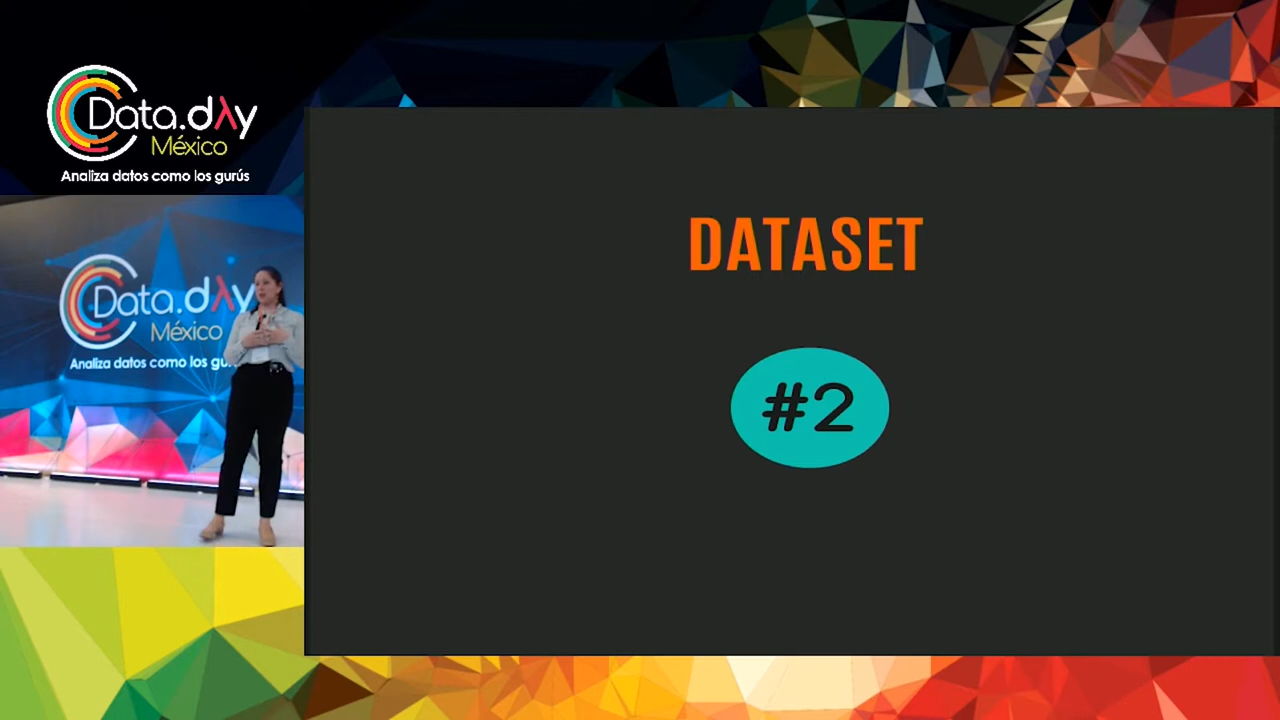 Data.dλy
México
Analiza datos como los gurús
Data.dλy
México
Analiza datos como los gu
DATASET
#2